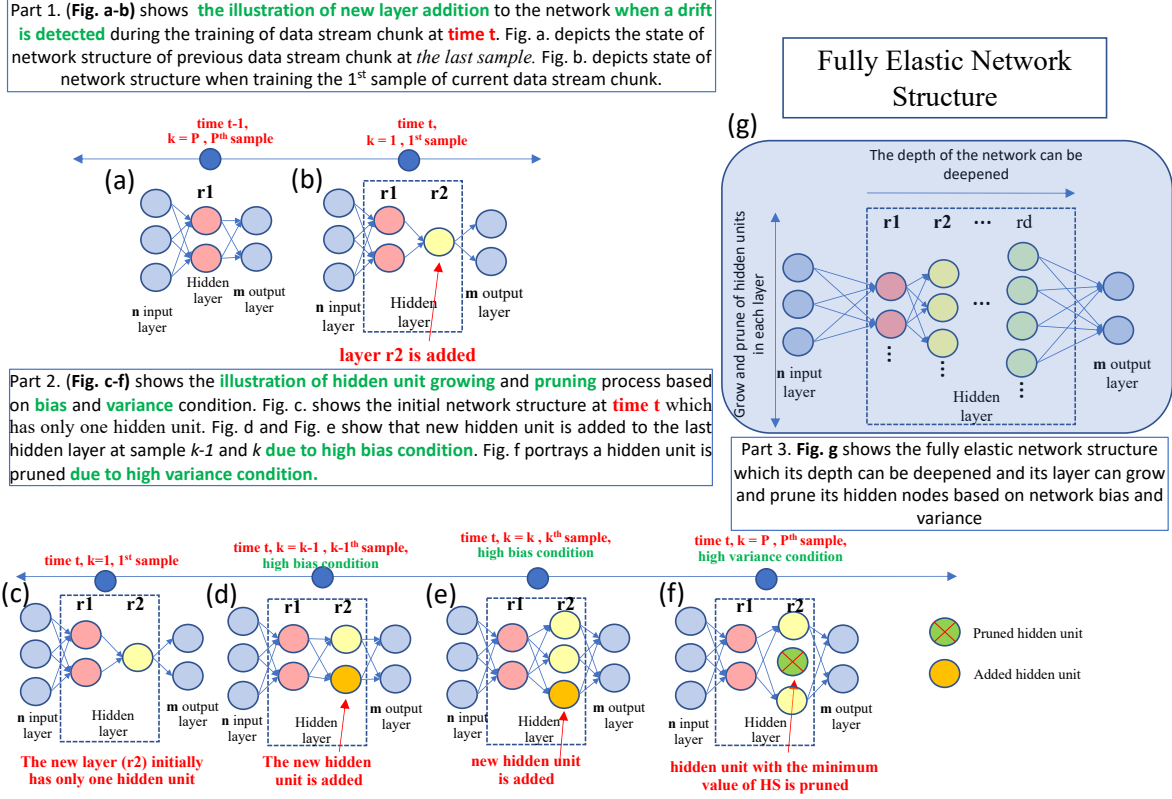 Part 1. (Fig. a-b) shows the illustration of new layer addition to the network when a drift
is detected during the training of data stream chunk at time t. Fig. a. depicts the state of
network structure of previous data stream chunk at the last sample. Fig. b. depicts state of
network structure when training the 1st sample of current data stream chunk.
Fully Elastic Network
Structure
time t-1,
k = P , Pth sample
time t,
k = 1 , 1st sample
(a)
r1
n input
layer
Hidden
layer
m output
layer
(b)
r1
r2
n input
layer
Hidden
layer
m output
layer
layer r2 is added
(g)
The depth of the network can be
deepened
Grow and prune of hidden units
in each layer
r1
r2
...
rd
...
n input
layer
Hidden
layer
m output
layer
Part 2. (Fig. c-f) shows the illustration of hidden unit growing and pruning process based
on bias and variance condition. Fig. c. shows the initial network structure at time t which
has only one hidden unit. Fig. d and Fig. e show that new hidden unit is added to the last
hidden layer at sample k-1 and k due to high bias condition. Fig. f portrays a hidden unit is
pruned due to high variance condition.
Part 3. Fig. g shows the fully elastic network structure
which its depth can be deepened and its layer can grow
and prune its hidden nodes based on network bias and
variance
time t, k=1, 1st sample
time t, k = k-1 , k-1th sample,
high bias condition
time t, k = k , kth sample,
high bias condition
time t, k = P , Pth sample,
high variance condition
(c)
r1
r2
n input
layer
Hidden
layer
m output
layer
The new layer (r2) initially
has only one hidden unit
(d)
r1
r2
n input
layer
Hidden
layer
m output
layer
The new hidden
unit is added
(e)
r1
r2
n input
layer
Hidden
layer
m output
layer
new hidden unit
is added
(f)
r1
r2
n input
layer
Hidden
layer
m output
layer
hidden unit with the minimum
value of HS is pruned
Pruned hidden unit
Added hidden unit